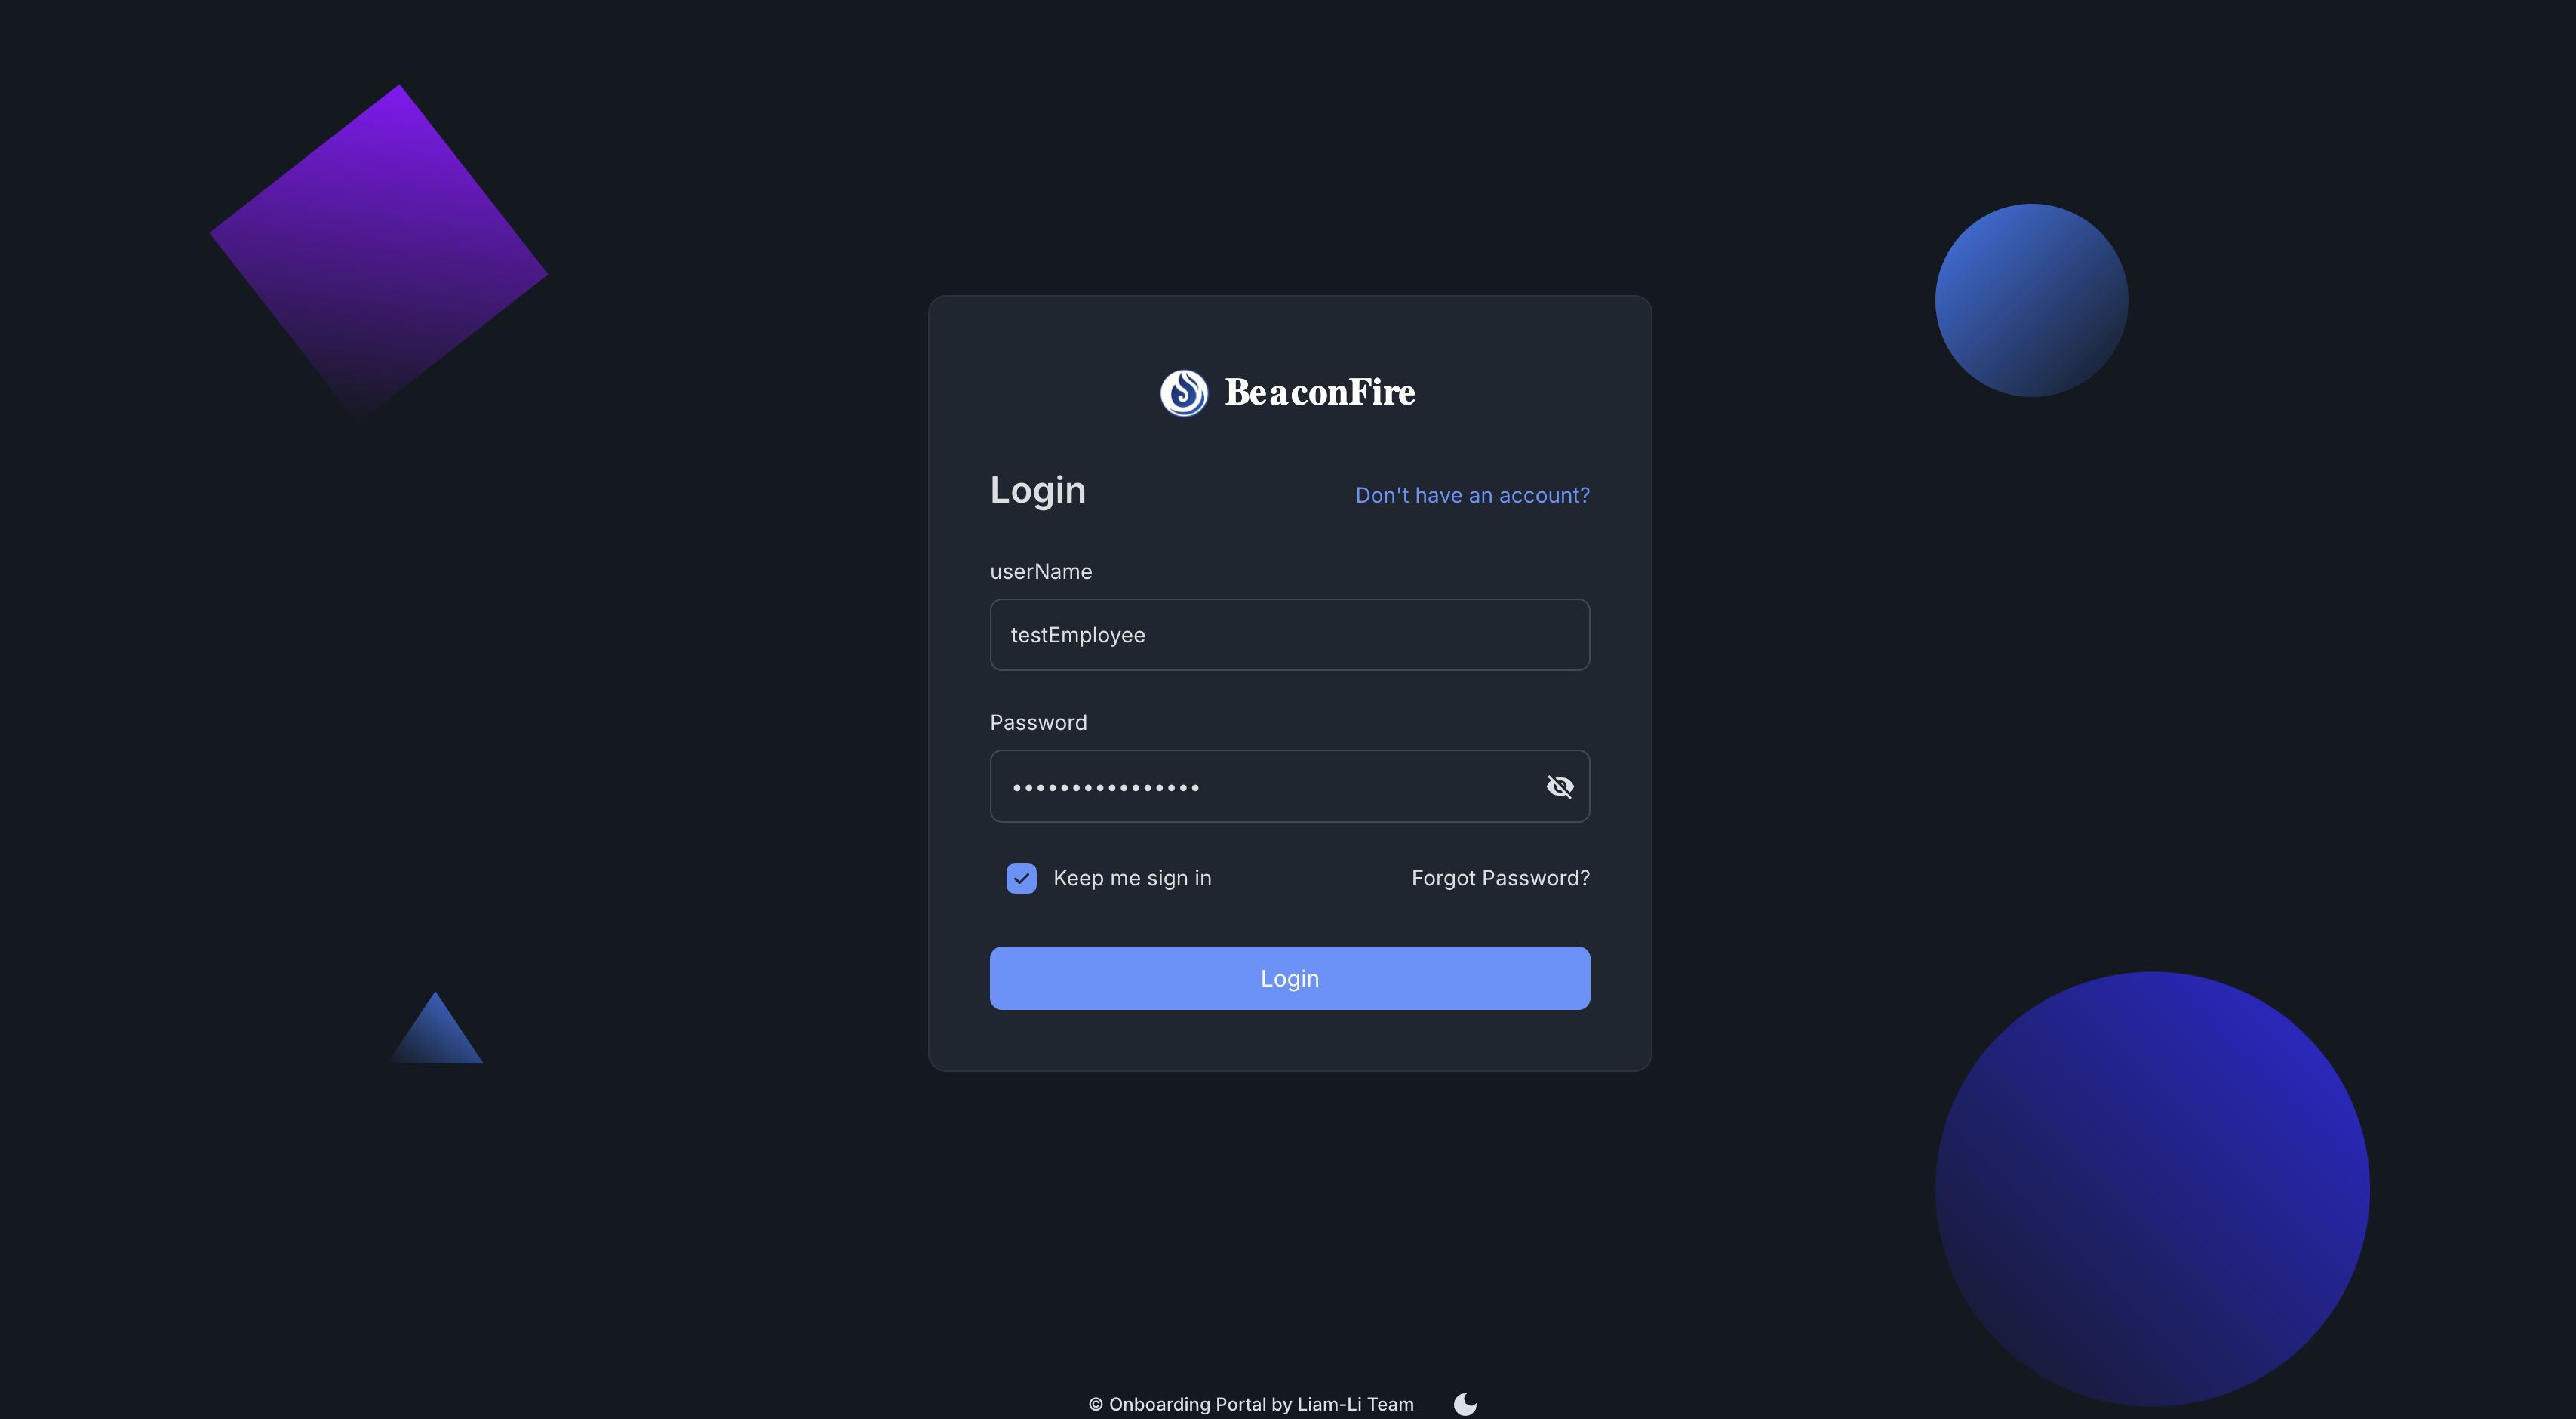 BeaconFire
Login
Don't have an account?
userName
testEmployee
Password
••••••••••••••••
Keep me sign in
Forgot Password?
Login
© Onboarding Portal by Liam-Li Team